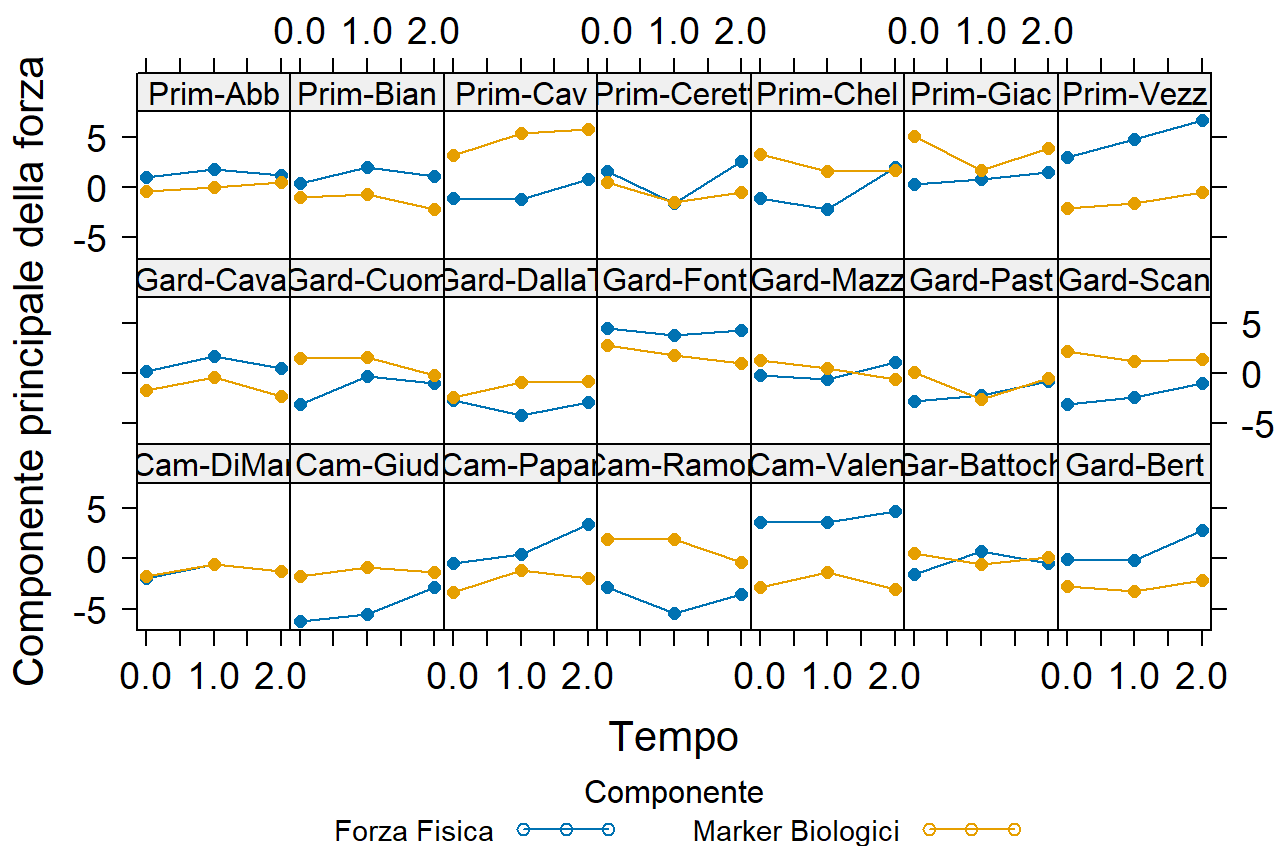 0.0 1.0 2.0 0.0 1.0 2.0 0.0 1.0 2.0
Componente principale della forza
Prim-Abb Prim-Bian Prim-Cav Prim-Ceret Prim-Chel Prim-Giac Prim-Vezz
5
0
-5
Gard-Cava Gard-Cuom Gard-Dalla Gard-Font Gard-Mazz Gard-Past Gard-Scan
5
0
-5
Cam-DiMar Cam-Giud Cam-Papar Cam-Ramon Cam-Valen Gar-Battoch Gard-Bert
5
0
-5
0.0 1.0 2.0 0.0 1.0 2.0 0.0 1.0 2.0 0.0 1.0 2.0
Tempo
Componente
Forza Fisica Marker Biologici